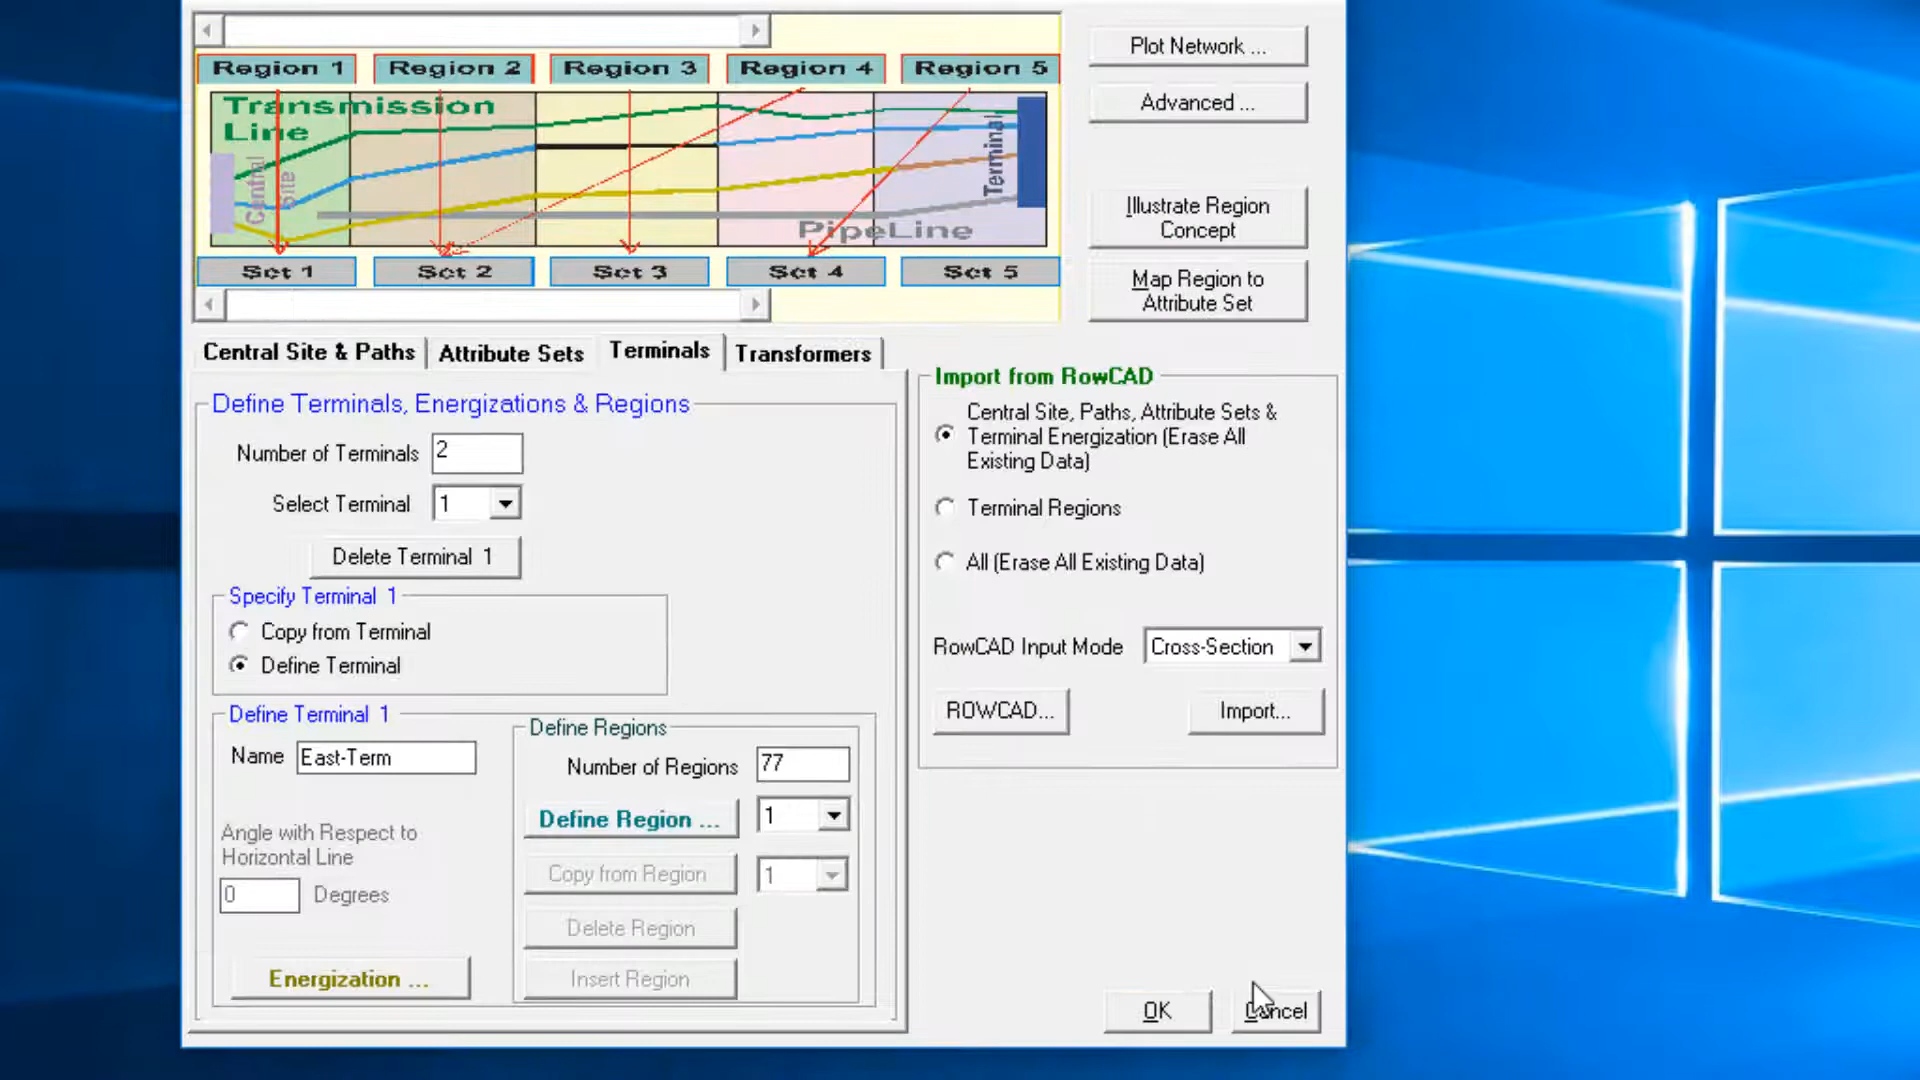 Region 1
Region 2
Region 3
Region 4
Region 5
Transmission
Line
Central
Site
Terminal
PipeLine
Set 1
Set 2
Set 3
Set 4
Set 5
Plot Network ...
Advanced ...
Illustrate Region
Concept
Map Region to
Attribute Set
Central Site & Paths
Attribute Sets
Terminals
Transformers
Define Terminals, Energizations & Regions
Number of Terminals
2
Select Terminal
1
Delete Terminal 1
Specify Terminal 1
Copy from Terminal
Define Terminal
Define Terminal 1
Name
East-Term
Angle with Respect to
Horizontal Line
0
Degrees
Energization ...
Define Regions
Number of Regions
77
Define Region ...
1
Copy from Region
1
Delete Region
Insert Region
Import from RowCAD
Central Site, Paths, Attribute Sets &
Terminal Energization (Erase All
Existing Data)
Terminal Regions
All (Erase All Existing Data)
RowCAD Input Mode
Cross-Section
ROWCAD...
Import...
OK
Cancel